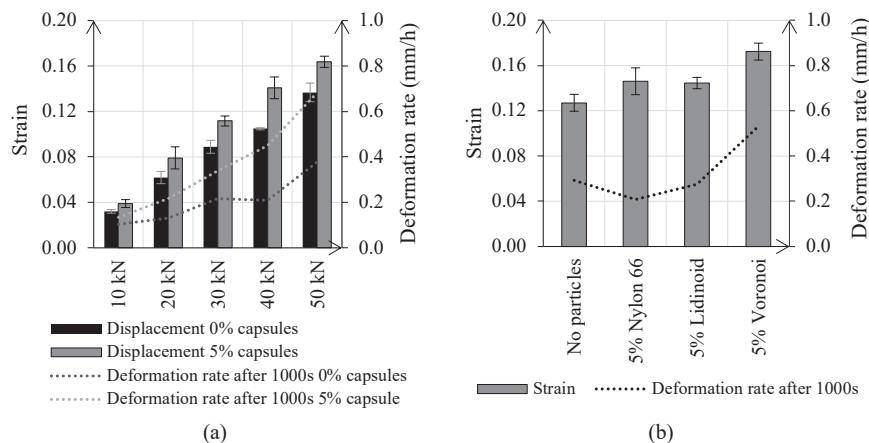 0.20
0.16
0.12
0.08
0.04
0.00
Strain
1.0
0.8
0.6
0.4
0.2
0.0
Deformation rate (mm/h)
10 kN
20 kN
30 kN
40 kN
50 kN
Displacement 0% capsules
Displacement 5% capsules
Deformation rate after 1000s 0% capsules
Deformation rate after 1000s 5% capsule
(a)
0.20
0.16
0.12
0.08
0.04
0.00
Strain
1.0
0.8
0.6
0.4
0.2
0.0
Deformation rate (mm/h)
No particles
5% Nylon 66
5% Lidinoid
5% Voronoi
Strain
Deformation rate after 1000s
(b)